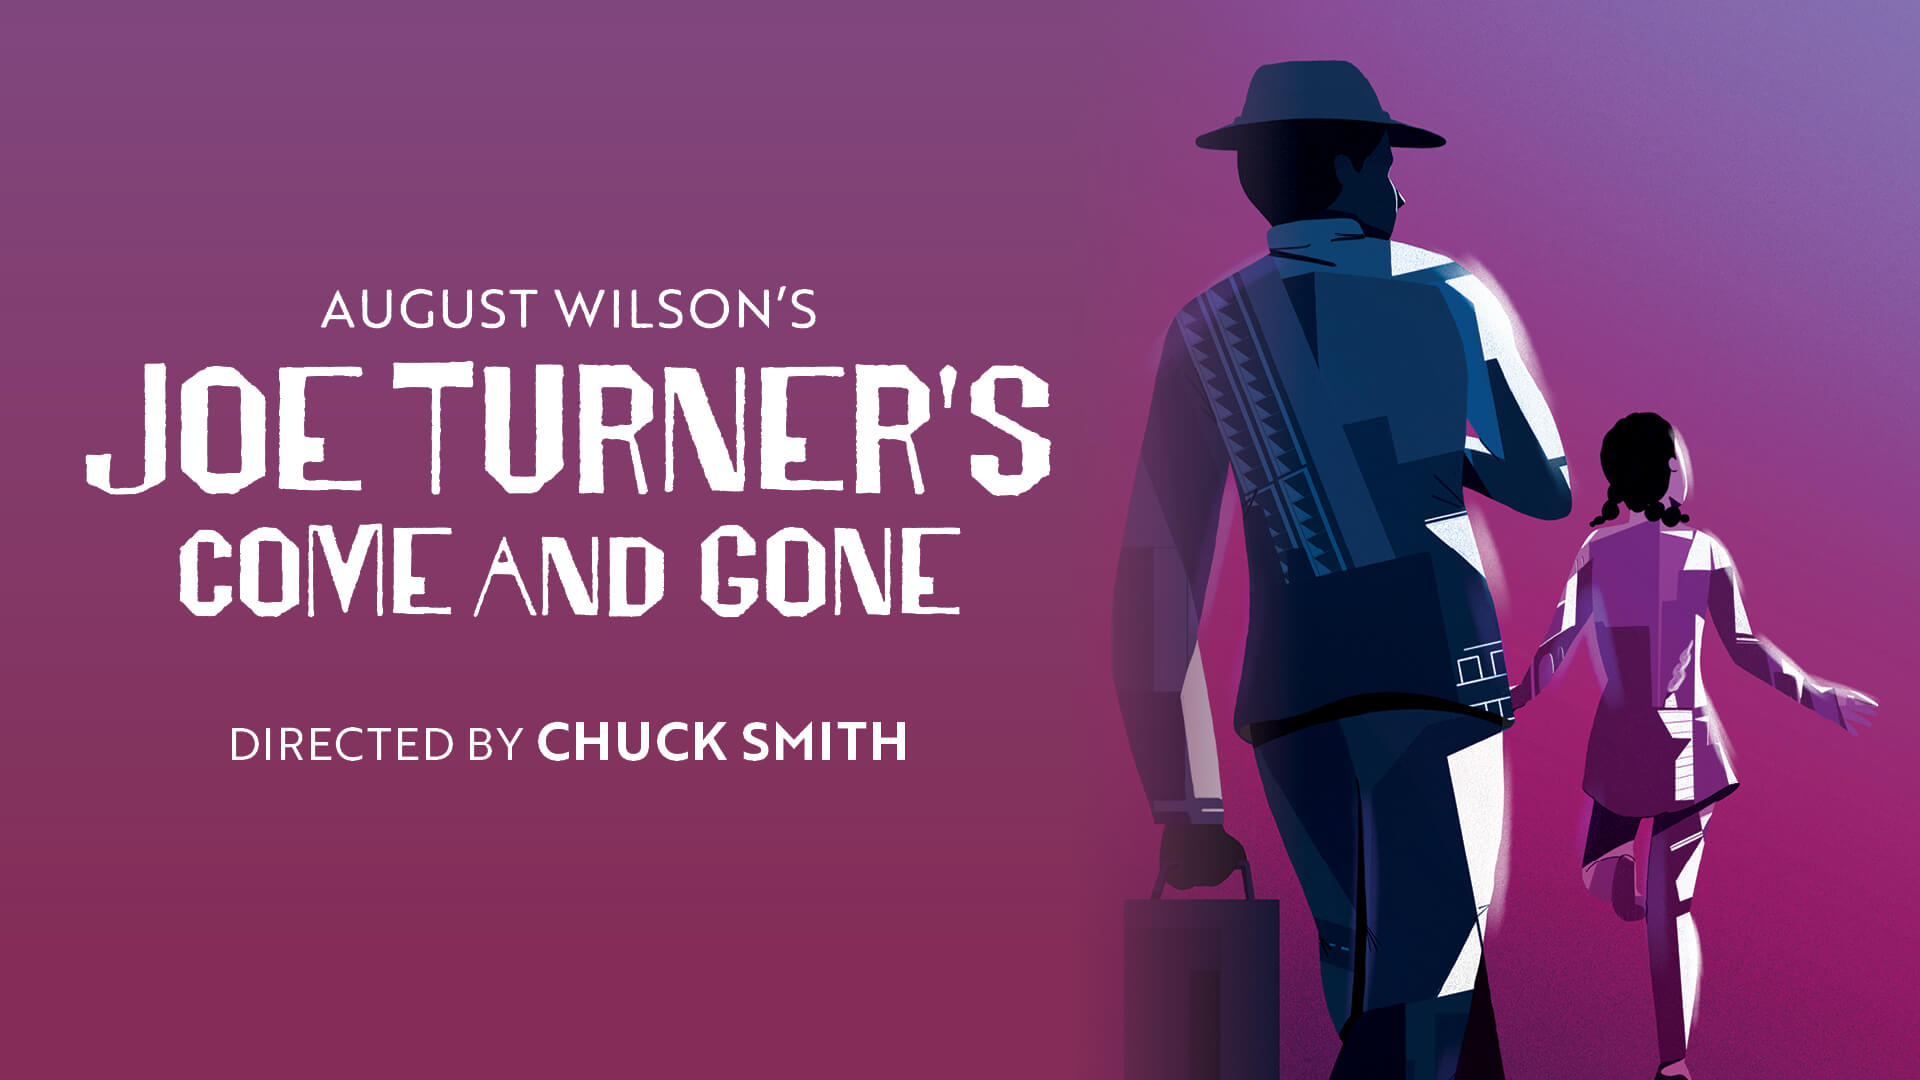 AUGUST WILSON’S
JOE TURNER'S
COME AND GONE
DIRECTED BY CHUCK SMITH